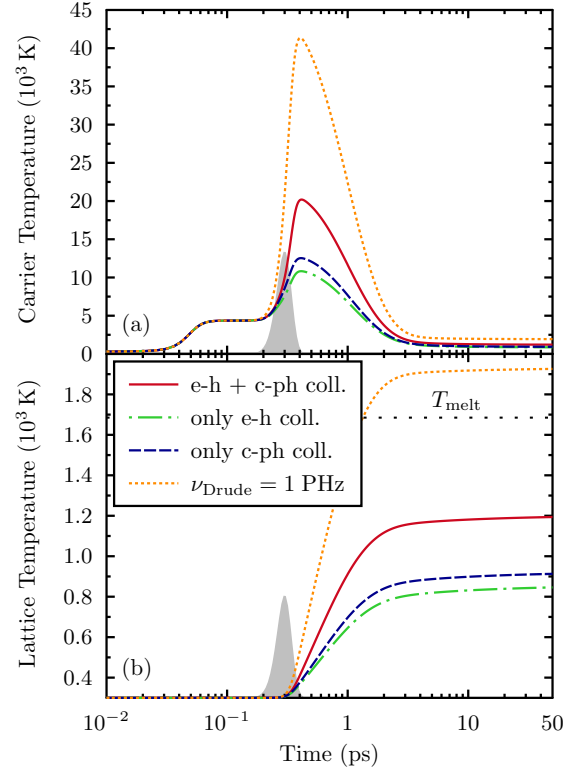 45
40
35
30
25
20
15
10
5
0
Carrier Temperature (10³ K)
(a)
e-h + c-ph coll.
only e-h coll.
only c-ph coll.
νDrude = 1 PHz
Tmelt
1.8
1.6
1.4
1.2
1.0
0.8
0.6
0.4
Lattice Temperature (10³ K)
(b)
10⁻² 10⁻¹ 1 10 50
Time (ps)